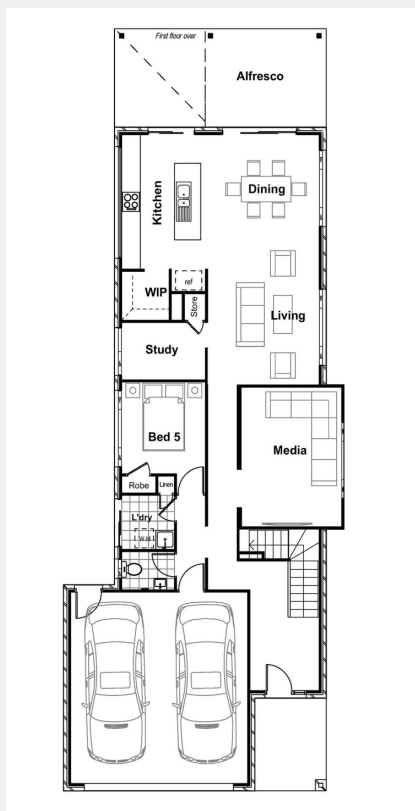 First floor over
Alfresco
Kitchen
Dining
WIP
ref
Store
Living
Study
Bed 5
Media
Robe
Linen
L'dry
W.M